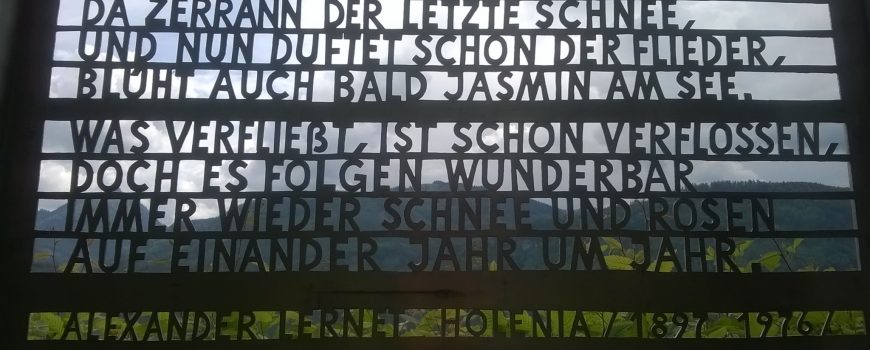 DA ZERRANN DER LETZTE SCHNEE,
UND NUN DUFTET SCHON DER FLIEDER,
BLÜHT AUCH BALD JASMIN AM SEE.
WAS VERFLIEßT, IST SCHON VERFLOSSEN,
DOCH ES FOLGEN WUNDERBAR
IMMER WIEDER SCHNEE UND ROSEN
AUF EINANDER JAHR UM JAHR.
ALEXANDER LERNET HOLENIA / 1897 1976 /